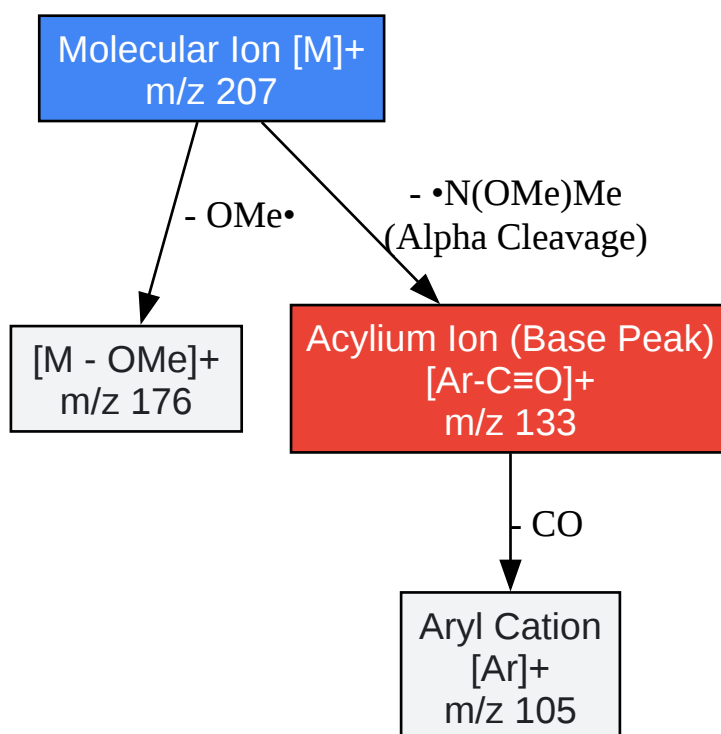 Molecular Ion [M]+
m/z 207
- OMe•
- •N(OMe)Me
(Alpha Cleavage)
[M - OMe]+
m/z 176
Acylium Ion (Base Peak)
[Ar-C≡O]+
m/z 133
- CO
Aryl Cation
[Ar]+
m/z 105